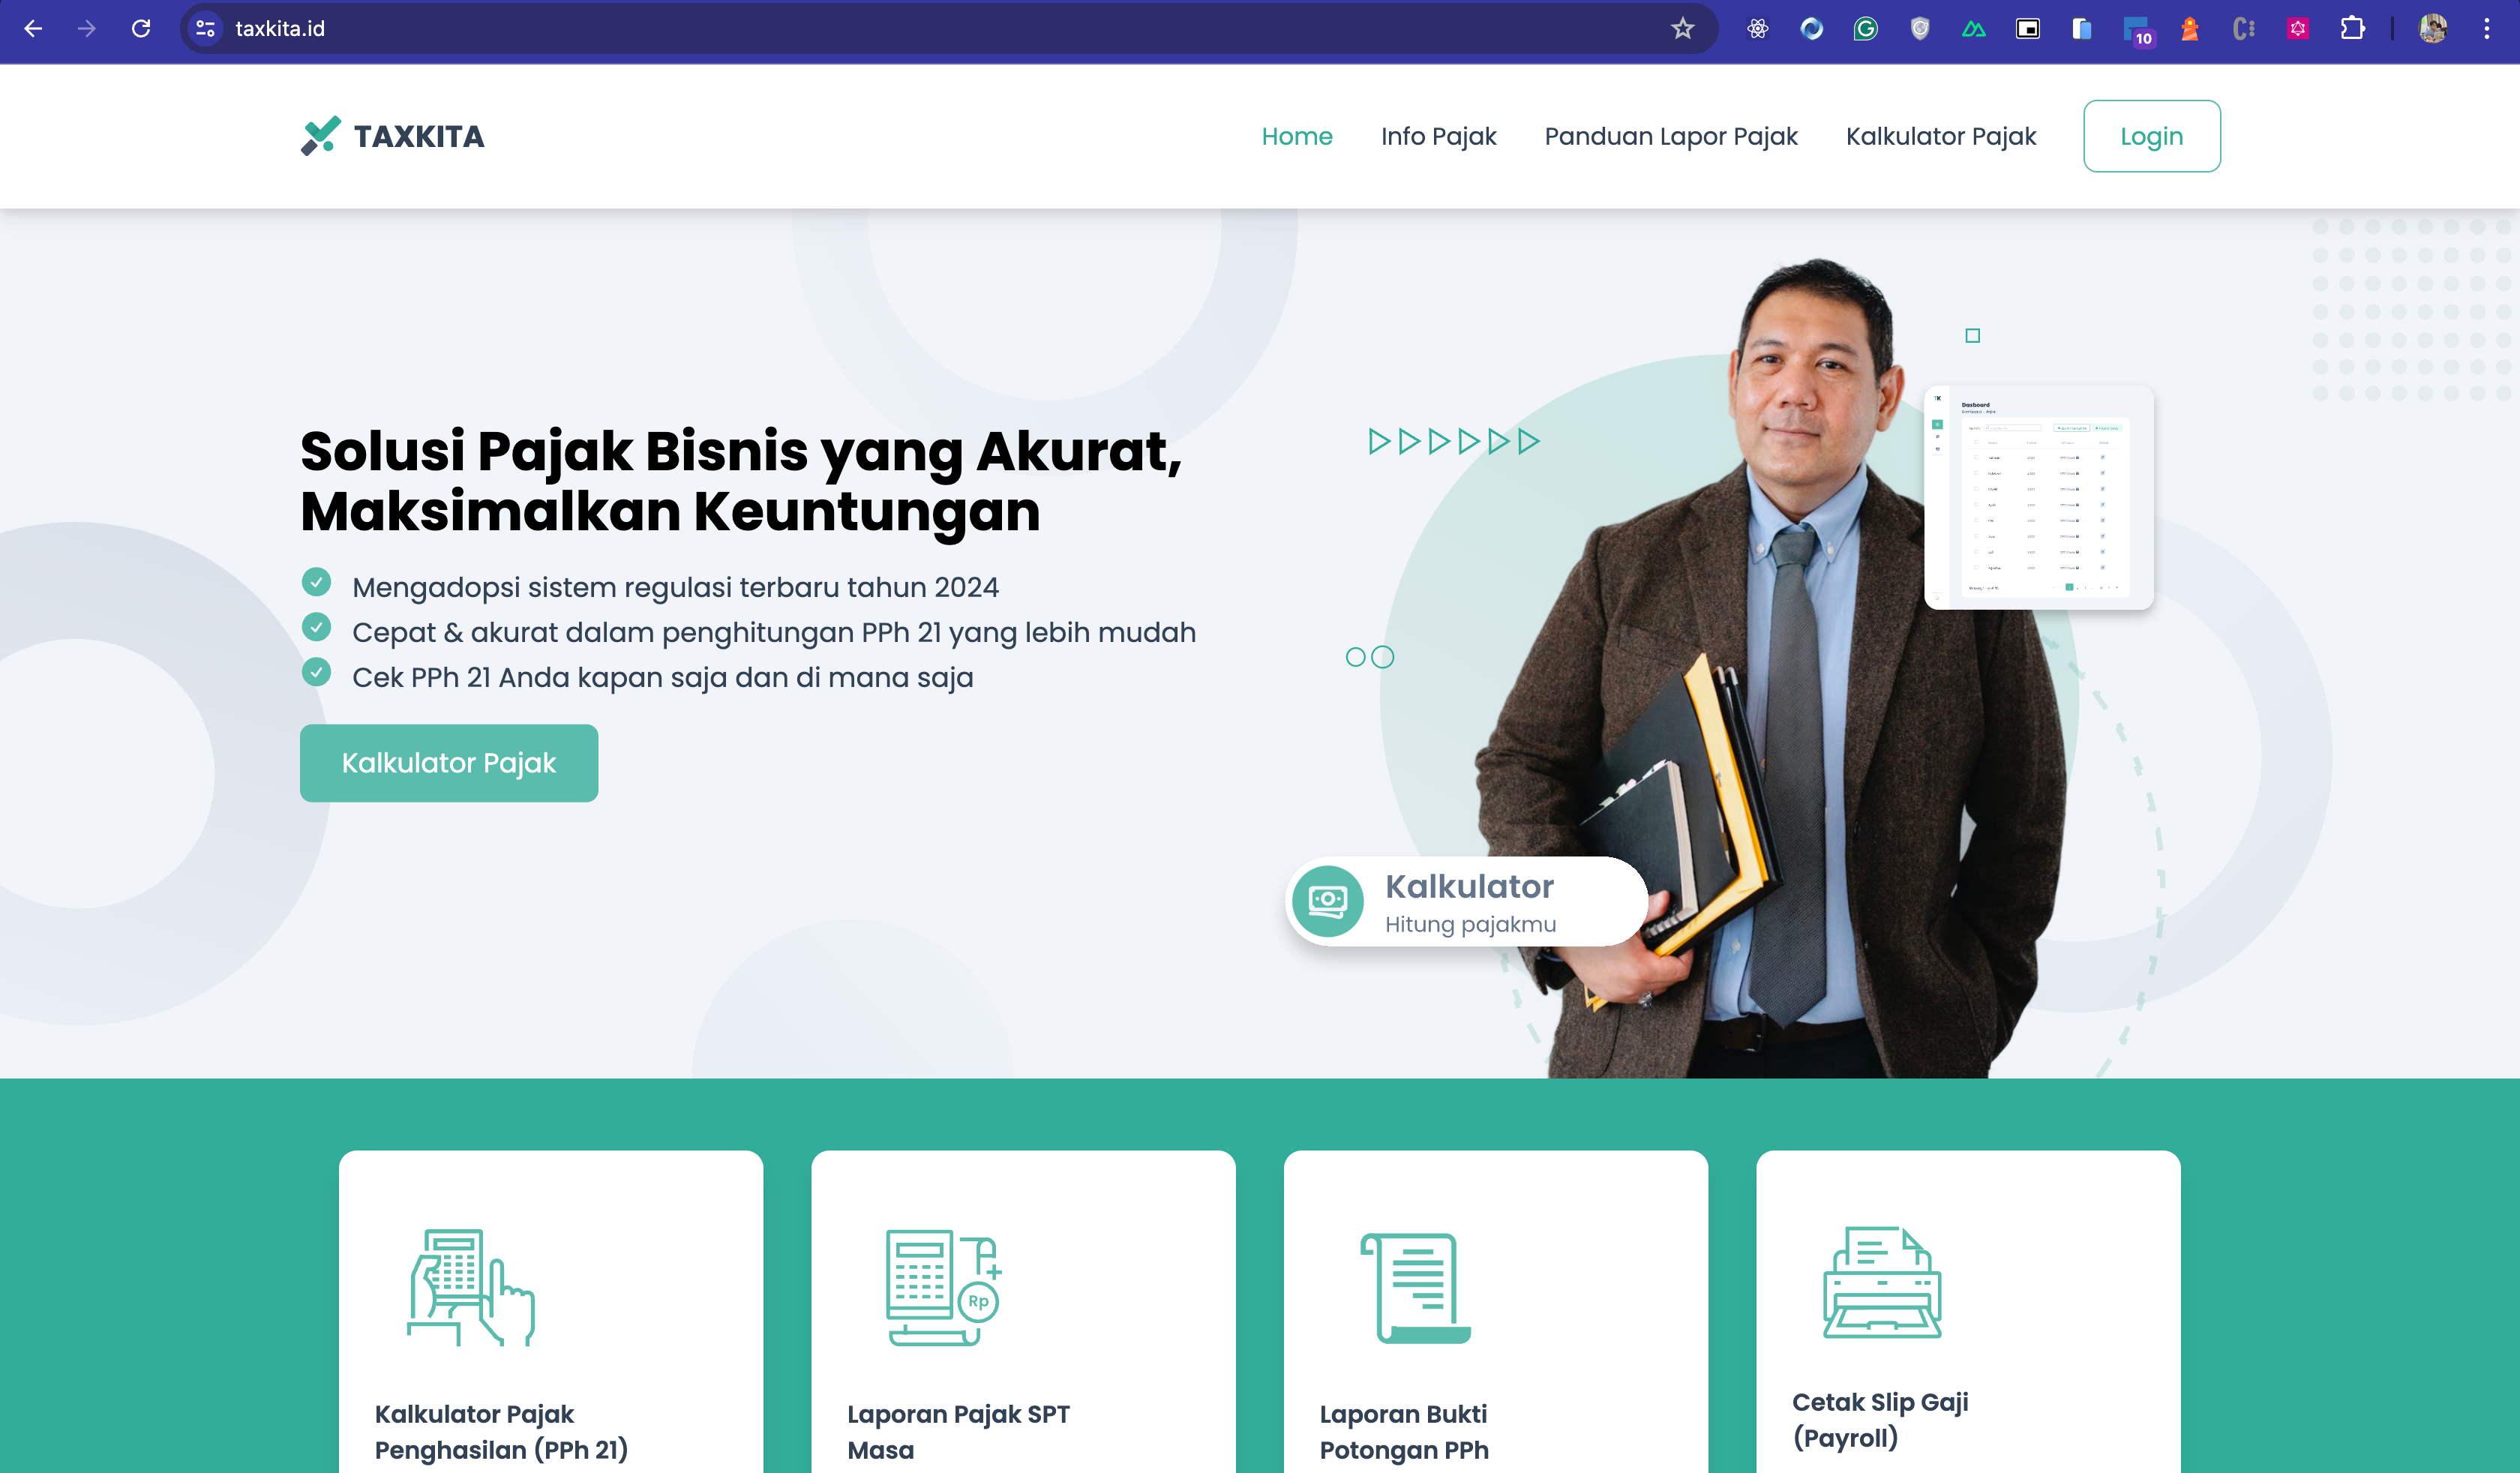 taxkita.id
10
TAXKITA
Home
Info Pajak
Panduan Lapor Pajak
Kalkulator Pajak
Login
Solusi Pajak Bisnis yang Akurat,
Maksimalkan Keuntungan
Mengadopsi sistem regulasi terbaru tahun 2024
Cepat & akurat dalam penghitungan PPh 21 yang lebih mudah
Cek PPh 21 Anda kapan saja dan di mana saja
Kalkulator Pajak
TK
Dasboard
Kalkulator
Hitung pajakmu
Rp
Kalkulator Pajak
Penghasilan (PPh 21)
Laporan Pajak SPT
Masa
Laporan Bukti
Potongan PPh
Cetak Slip Gaji
(Payroll)